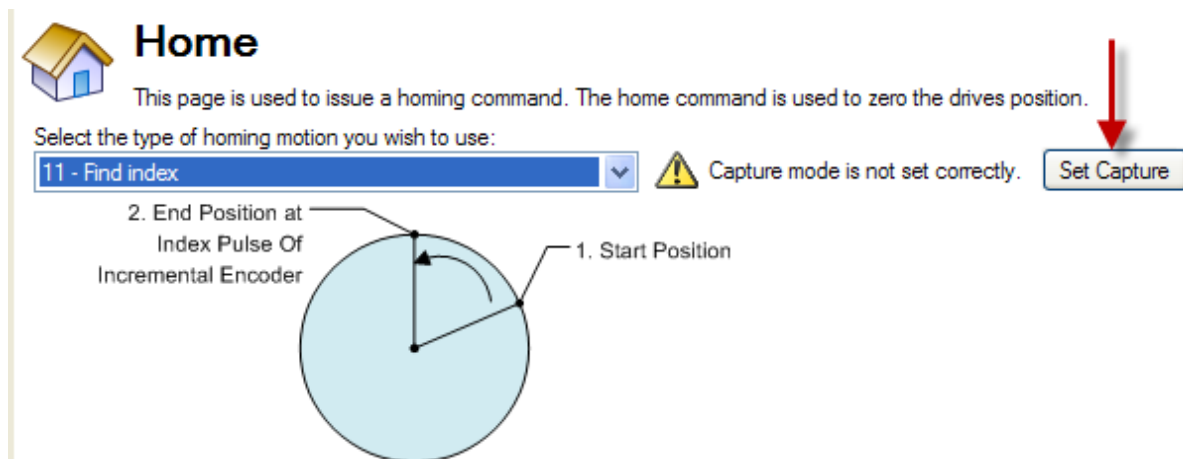 Home
This page is used to issue a homing command. The home command is used to zero the drives position.
Select the type of homing motion you wish to use:
11 - Find index
Capture mode is not set correctly.
Set Capture
2. End Position at
Index Pulse Of
Incremental Encoder
1. Start Position